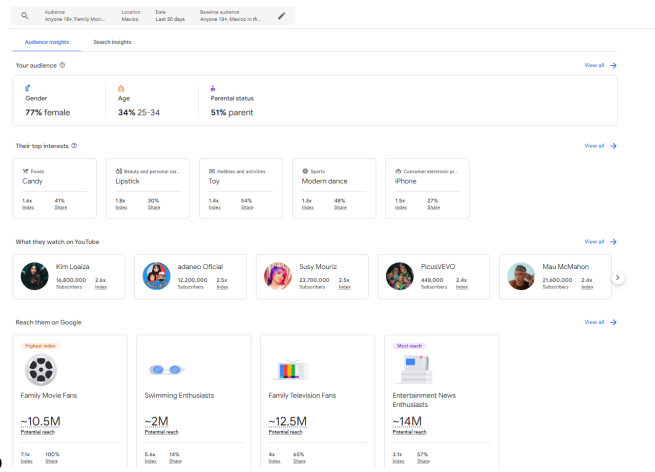 Audience
Anyone 18+, Family Movi...
Location
Mexico
Date
Last 30 days
Baseline audience
Anyone 18+, Mexico in th...
Audience insights
Search insights
Your audience
View all
Gender
77% female
Age
34% 25-34
Parental status
51% parent
Their top interests
View all
Foods
Candy
1.6x
41%
Index
Share
Beauty and personal car...
Lipstick
1.8x
30%
Index
Share
Hobbies and activities
Toy
1.4x
54%
Index
Share
Sports
Modern dance
1.3x
48%
Index
Share
Consumer electronic pr...
iPhone
1.5x
27%
Index
Share
What they watch on YouTube
View all
Kim Loaiza
16,800,000
2.6x
Subscribers
Index
adaneo Oficial
12,200,000
2.5x
Subscribers
Index
Susy Mouriz
23,700,000
2.5x
Subscribers
Index
PicusVEVO
448,000
2.4x
Subscribers
Index
Mau McMahon
21,600,000
2.4x
Subscribers
Index
Reach them on Google
View all
Highest index
Family Movie Fans
~10.5M
Potential reach
7.1x
100%
Index
Share
Swimming Enthusiasts
~2M
Potential reach
5.6x
14%
Index
Share
Family Television Fans
~12.5M
Potential reach
4x
65%
Index
Share
Most reach
Entertainment News
Enthusiasts
~14M
Potential reach
3.1x
57%
Index
Share